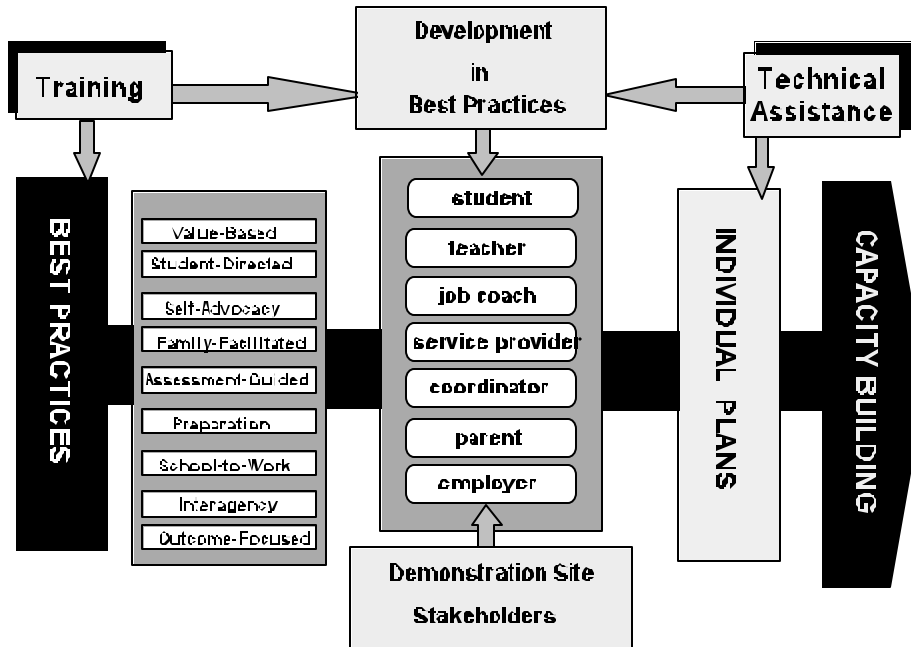 Training
Development
in
Best Practices
Technical
Assistance
BEST PRACTICES
Value-Based
Student-Directed
Self-Advocacy
Family-Facilitated
Assessment-Guided
Preparation
School-to-Work
Interagency
Outcome-Focused
student
teacher
job coach
service provider
coordinator
parent
employer
INDIVIDUAL PLANS
CAPACITY BUILDING
Demonstration Site
Stakeholders